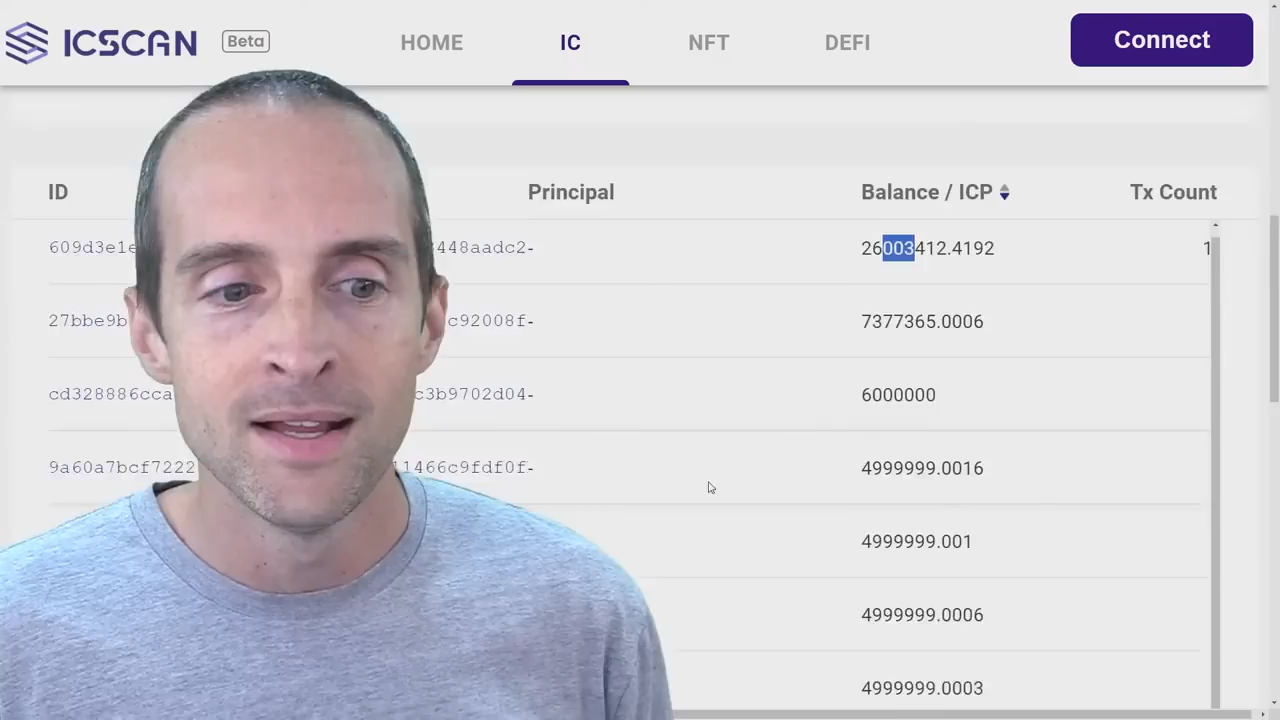 ICSCAN Beta HOME IC NFT DEFI Connect
ID Principal Balance / ICP Tx Count
609d3e1e 448aadc2- 26003412.4192 1
27bbe9b c92008f- 7377365.0006
cd328886cca c3b9702d04- 6000000
9a60a7bcf7222 11466c9fdf0f- 4999999.0016
4999999.001
4999999.0006
4999999.0003